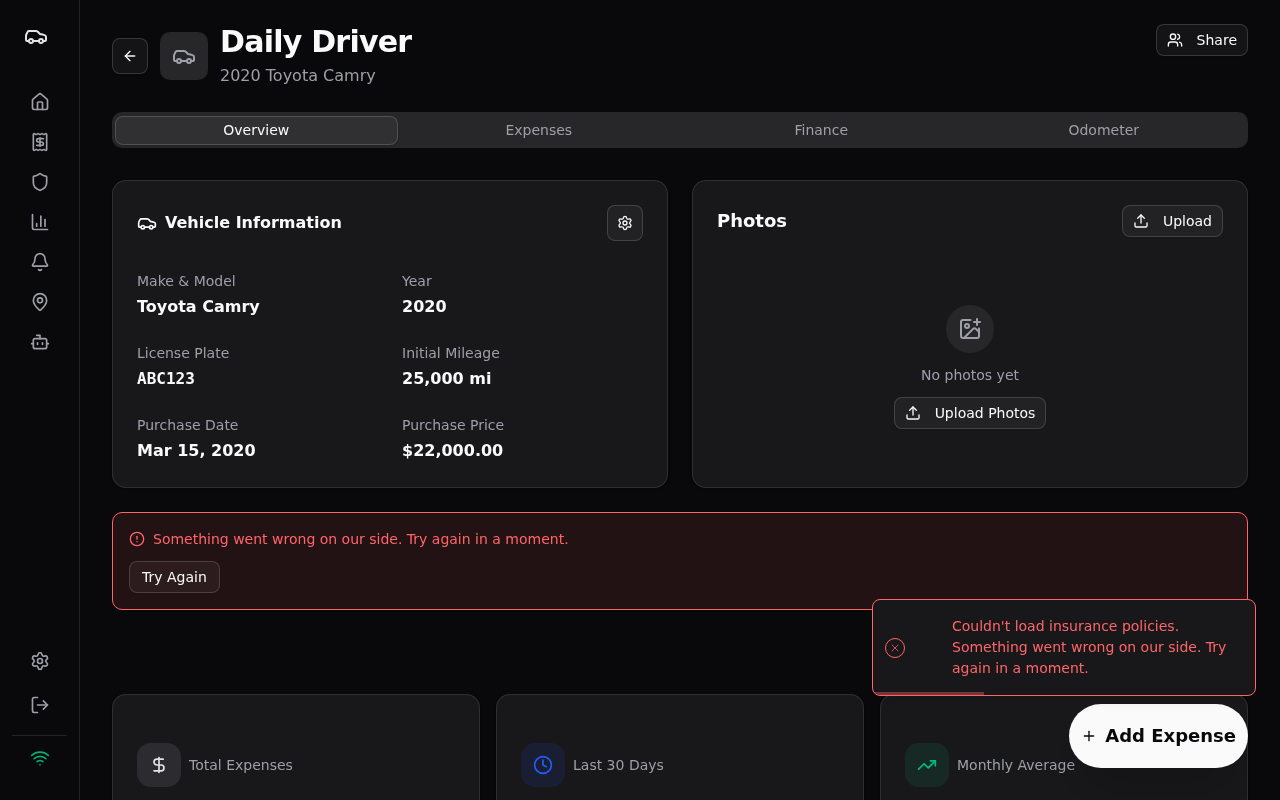 Daily Driver
2020 Toyota Camry
Share
Overview
Expenses
Finance
Odometer
Vehicle Information
Make & Model
Toyota Camry
Year
2020
License Plate
ABC123
Initial Mileage
25,000 mi
Purchase Date
Mar 15, 2020
Purchase Price
$22,000.00
Photos
Upload
No photos yet
Upload Photos
Something went wrong on our side. Try again in a moment.
Try Again
Couldn't load insurance policies.
Something went wrong on our side. Try
again in a moment.
Total Expenses
Last 30 Days
Monthly Average
Add Expense